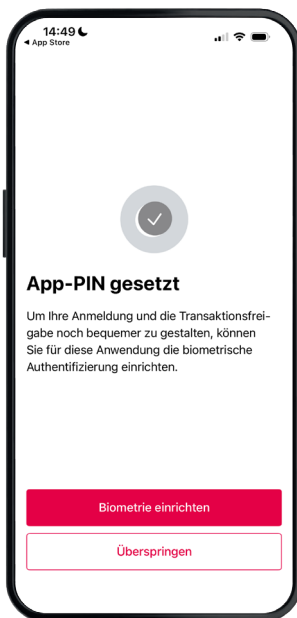 14:49
◀ App Store
App-PIN gesetzt
Um Ihre Anmeldung und die Transaktionsfrei-
gabe noch bequemer zu gestalten, können
Sie für diese Anwendung die biometrische
Authentifizierung einrichten.
Biometrie einrichten
Überspringen